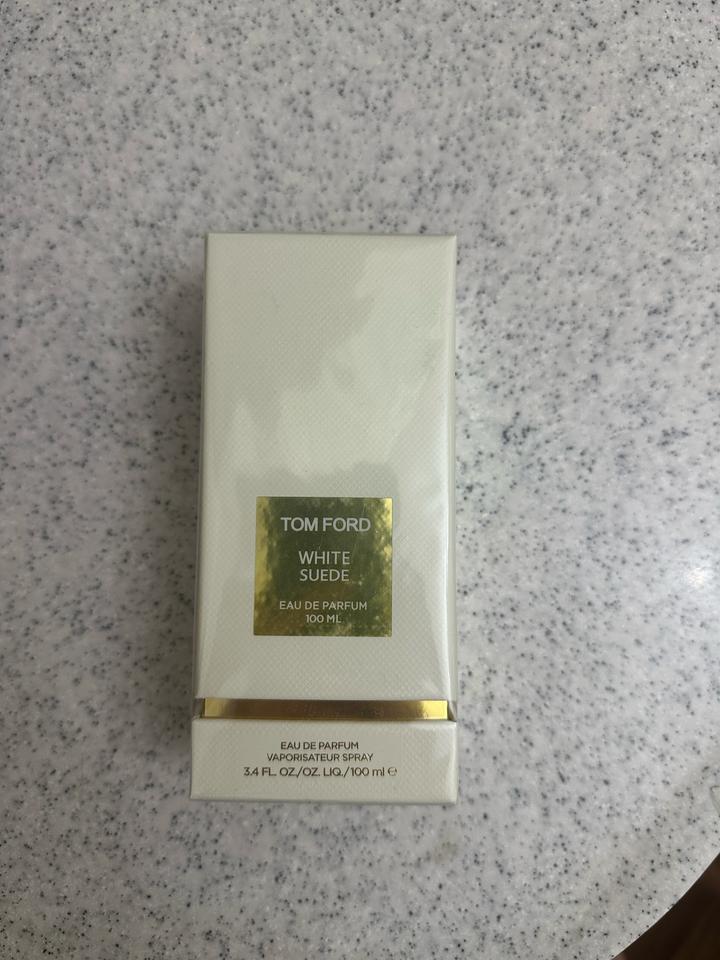 TOM FORD
WHITE
SUEDE
EAU DE PARFUM
100 ML
EAU DE PARFUM
VAPORISATEUR SPRAY
3.4 FL. OZ./OZ. LIQ./100 ml ℮